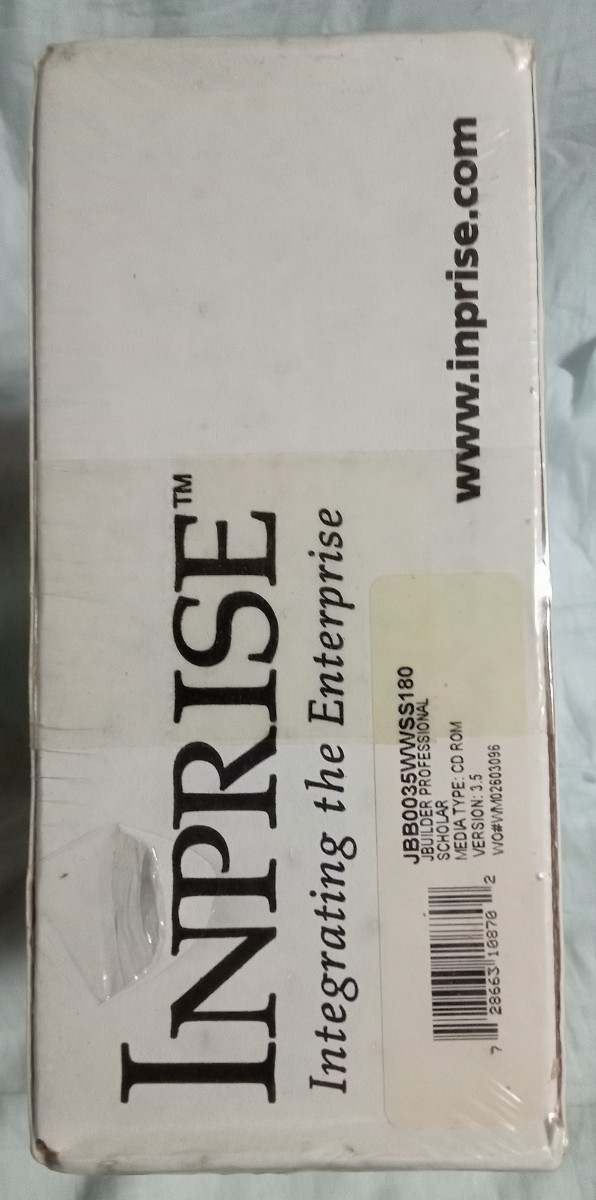 INPRISE™
Integrating the Enterprise
www.inprise.com
JBB0035WWSS180
JBUILDER PROFESSIONAL
SCHOLAR
MEDIA TYPE: CD ROM
VERSION: 3.5
WO#WM02603096
7 28663 10870 2